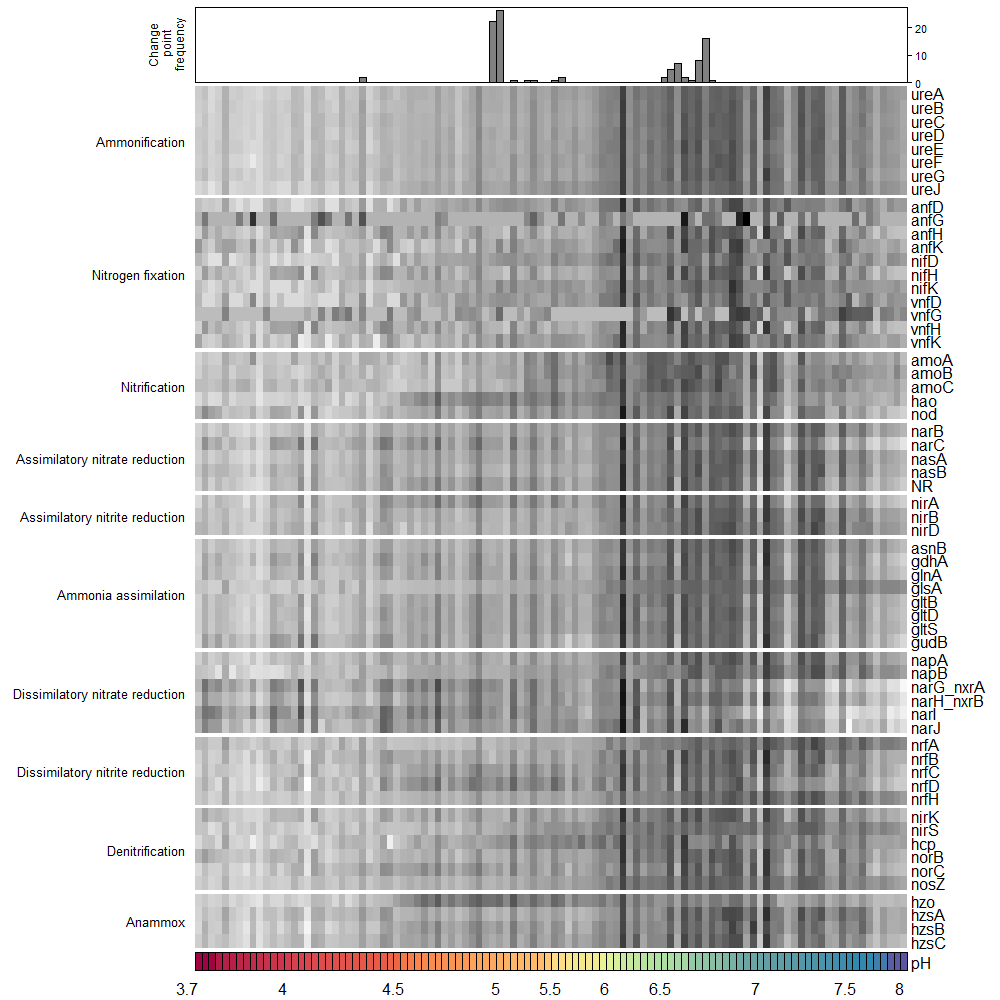 Change
point
frequency
20
10
0
Ammonification
ureA
ureB
ureC
ureD
ureE
ureF
ureG
ureJ
Nitrogen fixation
anfD
anfG
anfH
anfK
nifD
nifH
nifK
vnfD
vnfG
vnfH
vnfK
Nitrification
amoA
amoB
amoC
hao
nod
Assimilatory nitrate reduction
narB
narC
nasA
nasB
NR
Assimilatory nitrite reduction
nirA
nirB
nirD
Ammonia assimilation
asnB
gdhA
glnA
glsA
gltB
gltD
gltS
gudB
Dissimilatory nitrate reduction
napA
napB
narG_nxrA
narH_nxrB
narI
narJ
Dissimilatory nitrite reduction
nrfA
nrfB
nrfC
nrfD
nrfH
Denitrification
nirK
nirS
hcp
norB
norC
nosZ
Anammox
hzo
hzsA
hzsB
hzsC
pH
3.7 4 4.5 5 5.5 6 6.5 7 7.5 8